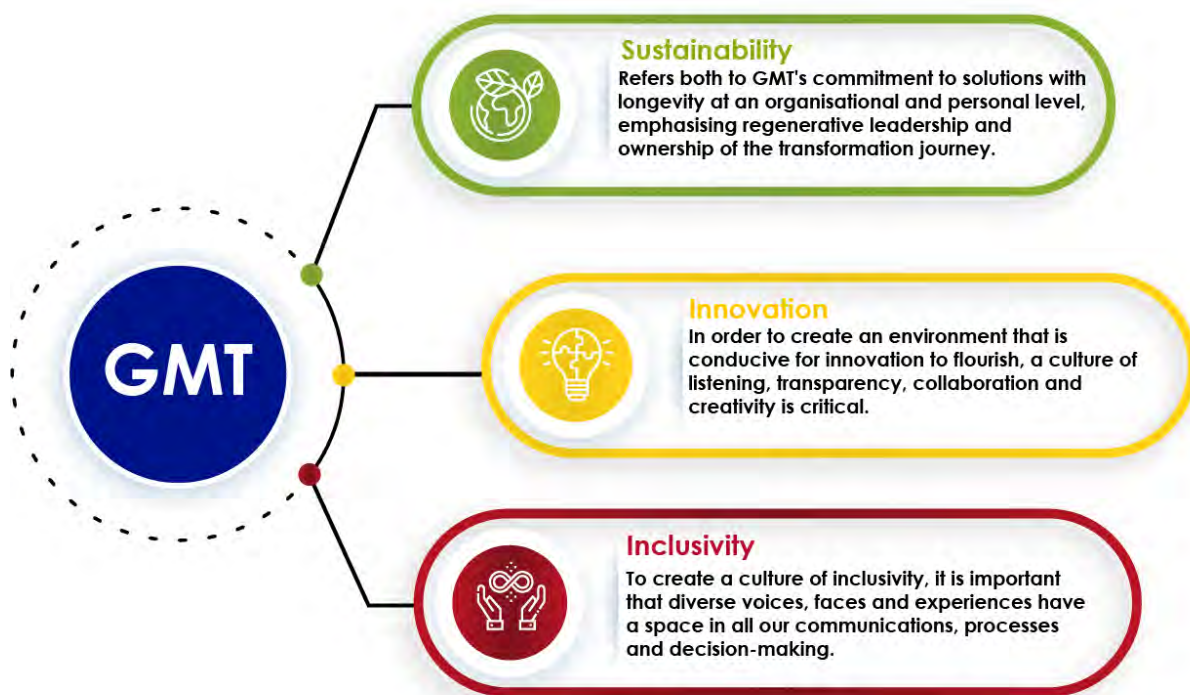 Sustainability
Refers both to GMT's commitment to solutions with
longevity at an organisational and personal level,
emphasising regenerative leadership and
ownership of the transformation journey.
GMT
Innovation
In order to create an environment that is
conducive for innovation to flourish, a culture of
listening, transparency, collaboration and
creativity is critical.
Inclusivity
To create a culture of inclusivity, it is important
that diverse voices, faces and experiences have
a space in all our communications, processes
and decision-making.